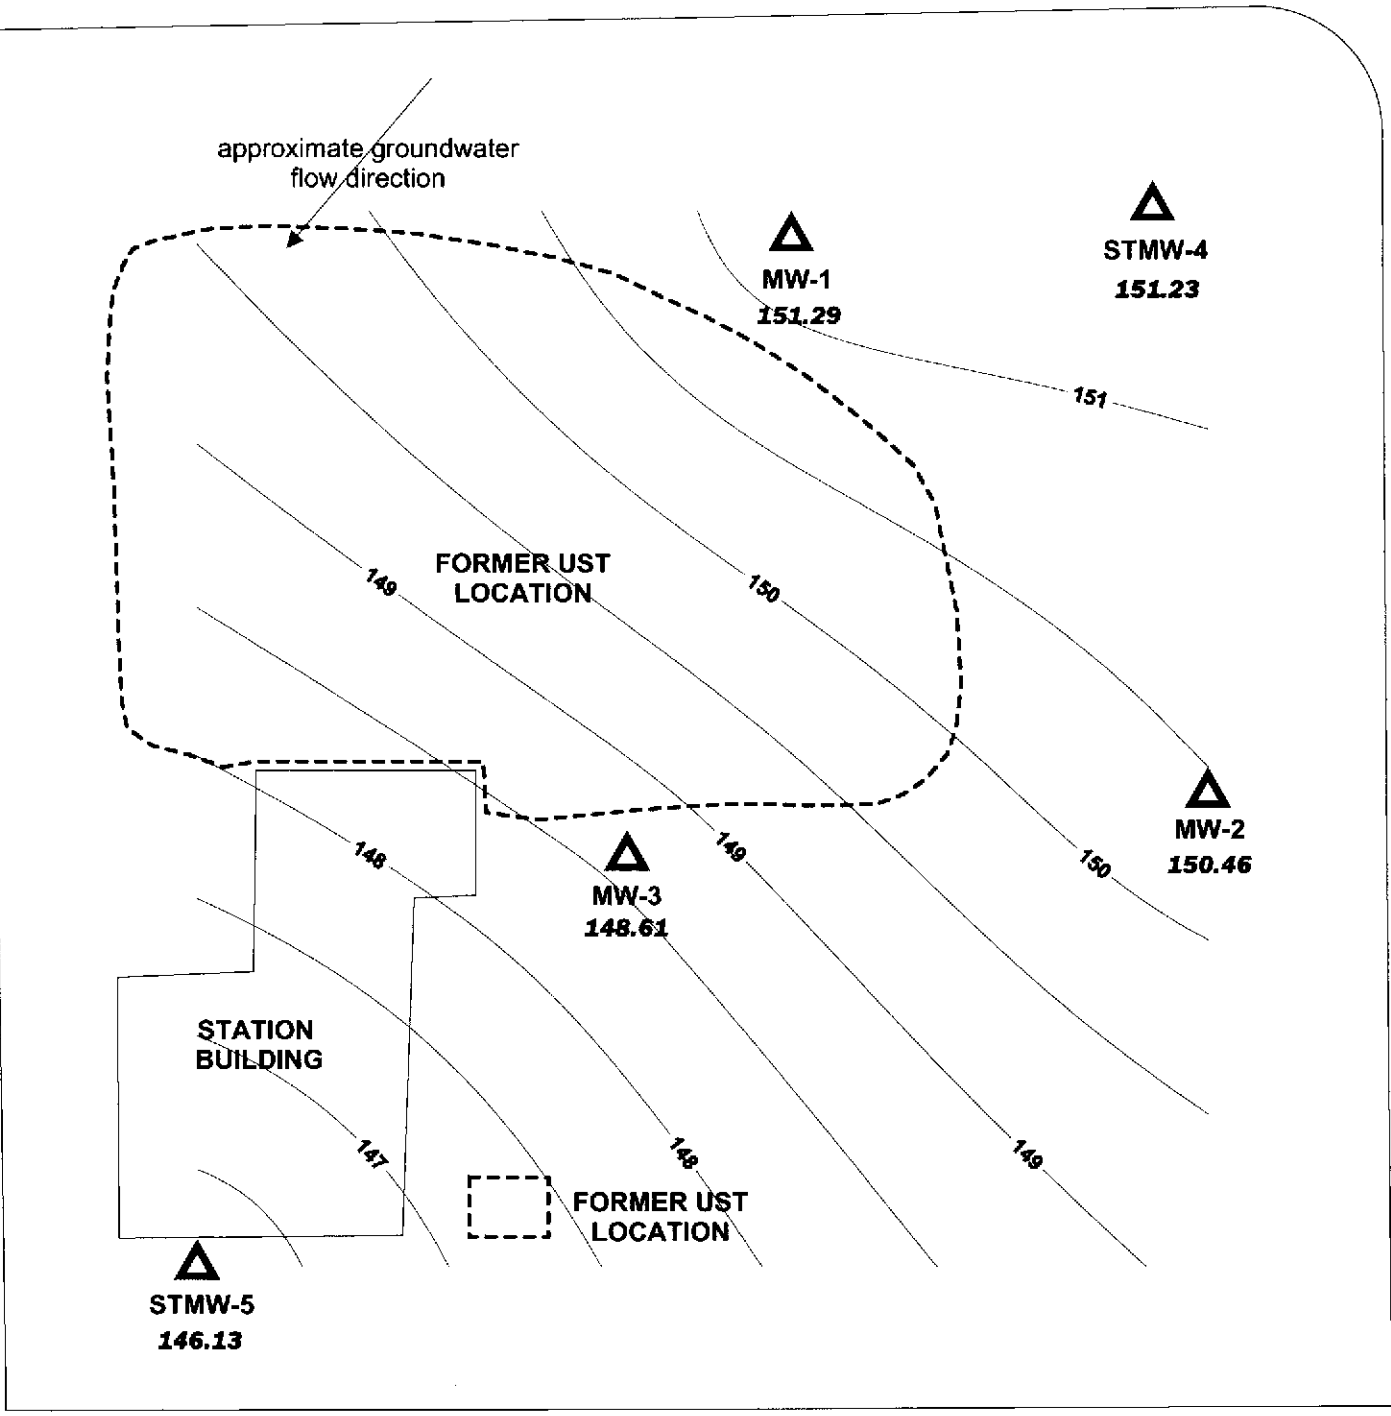 approximate groundwater
flow direction
STMW-4
151.23
MW-1
151.29
151
FORMER UST
LOCATION
149
150
MW-2
150.46
150
149
148
MW-3
148.61
STATION
BUILDING
147
148
149
FORMER UST
LOCATION
STMW-5
146.13